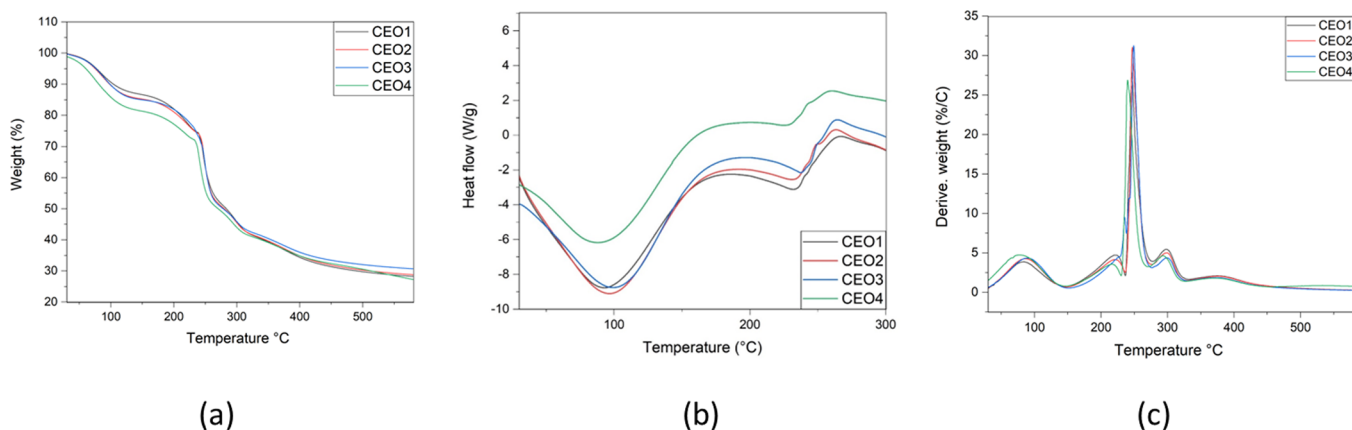 110
100
90
80
70
60
50
40
30
20
Weight (%)
100
200
300
400
500
Temperature °C
CEO1
CEO2
CEO3
CEO4
(a)
6
4
2
0
-2
-4
-6
-8
-10
Heat flow (W/g)
100
200
300
Temperature (°C)
CEO1
CEO2
CEO3
CEO4
(b)
%/35
30
25
20
15
10
5
0
Derive. weight (%/C)
100
200
300
400
500
Temperature °C
CEO1
CEO2
CEO3
CEO4
(c)